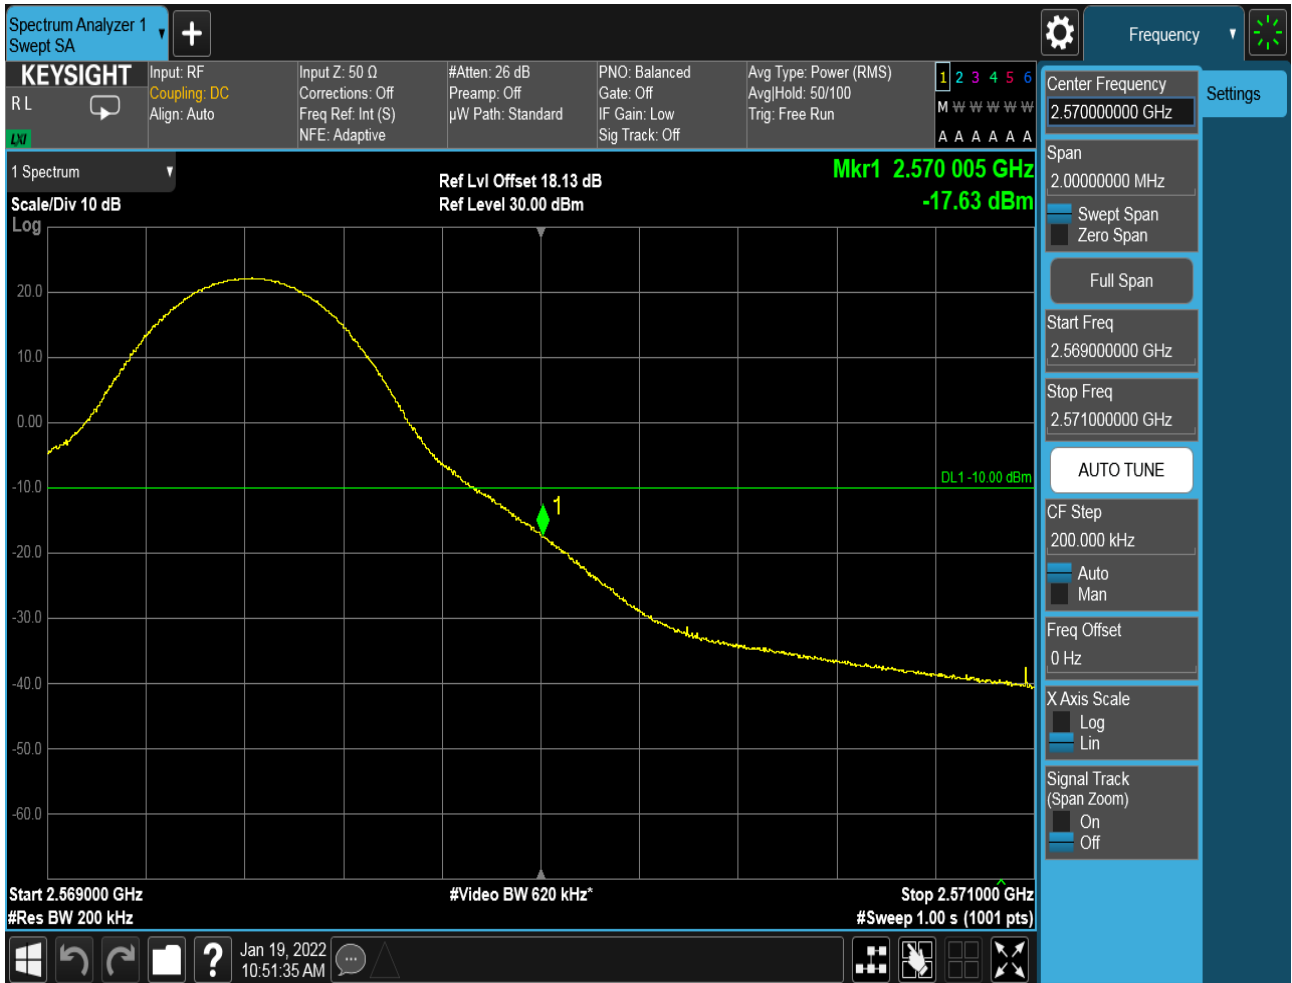 Spectrum Analyzer 1
Swept SA
Frequency
KEYSIGHT
R L
LXI
Input: RF
Coupling: DC
Align: Auto
Input Z: 50 Ω
Corrections: Off
Freq Ref: Int (S)
NFE: Adaptive
#Atten: 26 dB
Preamp: Off
µW Path: Standard
PNO: Balanced
Gate: Off
IF Gain: Low
Sig Track: Off
Avg Type: Power (RMS)
Avg|Hold: 50/100
Trig: Free Run
1 2 3 4 5 6
M W W W W W
A A A A A A
1 Spectrum
Scale/Div 10 dB
Log
Ref Lvl Offset 18.13 dB
Ref Level 30.00 dBm
Mkr1 2.570 005 GHz
-17.63 dBm
20.0
10.0
0.00
-10.0
-20.0
-30.0
-40.0
-50.0
-60.0
DL1 -10.00 dBm
1
Start 2.569000 GHz
#Res BW 200 kHz
#Video BW 620 kHz*
Stop 2.571000 GHz
#Sweep 1.00 s (1001 pts)
?
Jan 19, 2022
10:51:35 AM
Center Frequency
2.570000000 GHz
Settings
Span
2.00000000 MHz
Swept Span
Zero Span
Full Span
Start Freq
2.569000000 GHz
Stop Freq
2.571000000 GHz
AUTO TUNE
CF Step
200.000 kHz
Auto
Man
Freq Offset
0 Hz
X Axis Scale
Log
Lin
Signal Track
(Span Zoom)
On
Off